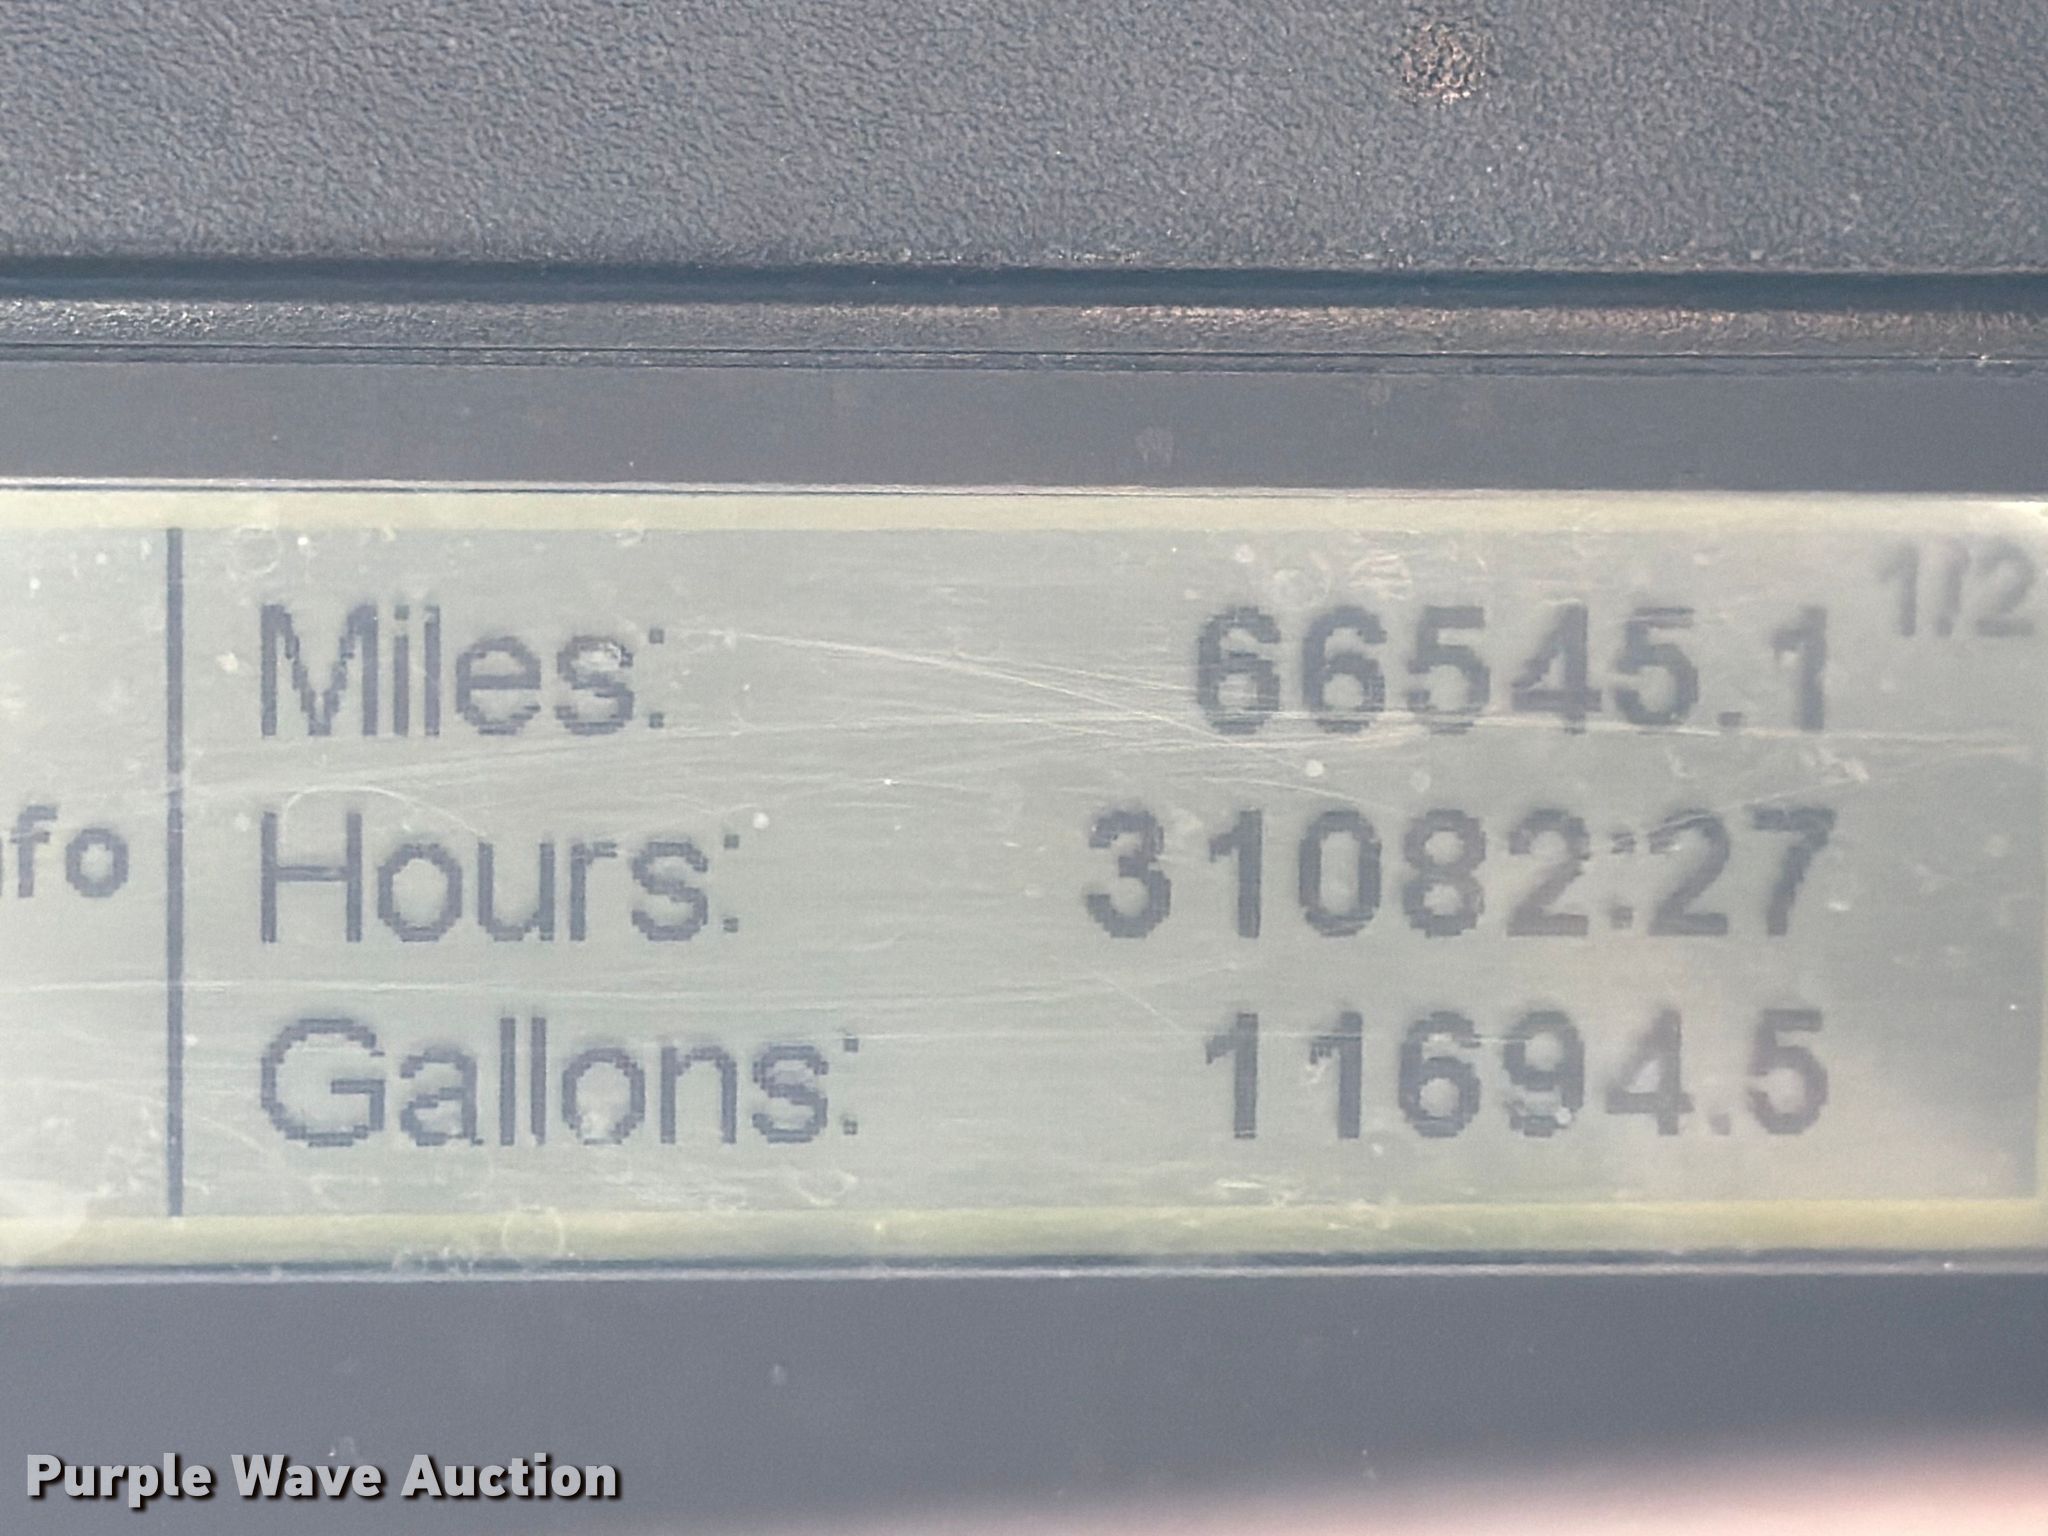 1/2
Miles: 66545.1
nfo
Hours: 31082:27
Gallons: 11694.5
Purple Wave Auction